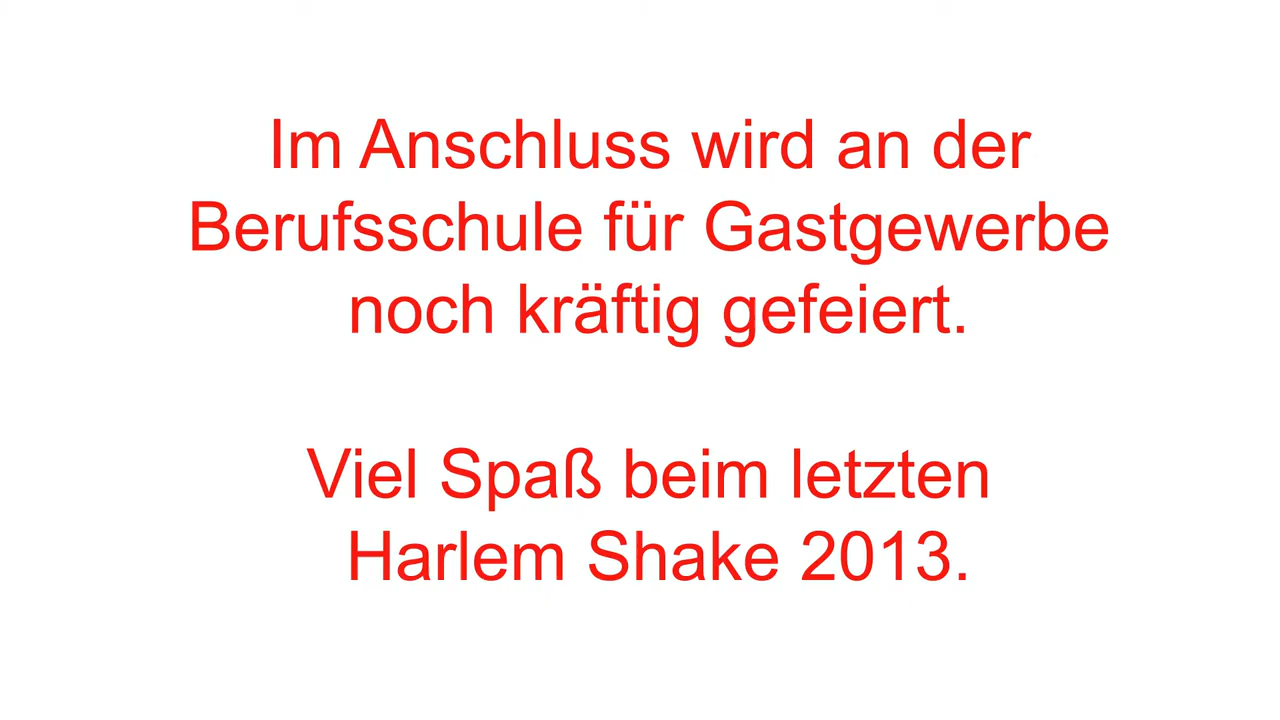 Im Anschluss wird an der
Berufsschule für Gastgewerbe
noch kräftig gefeiert.
Viel Spaß beim letzten
Harlem Shake 2013.